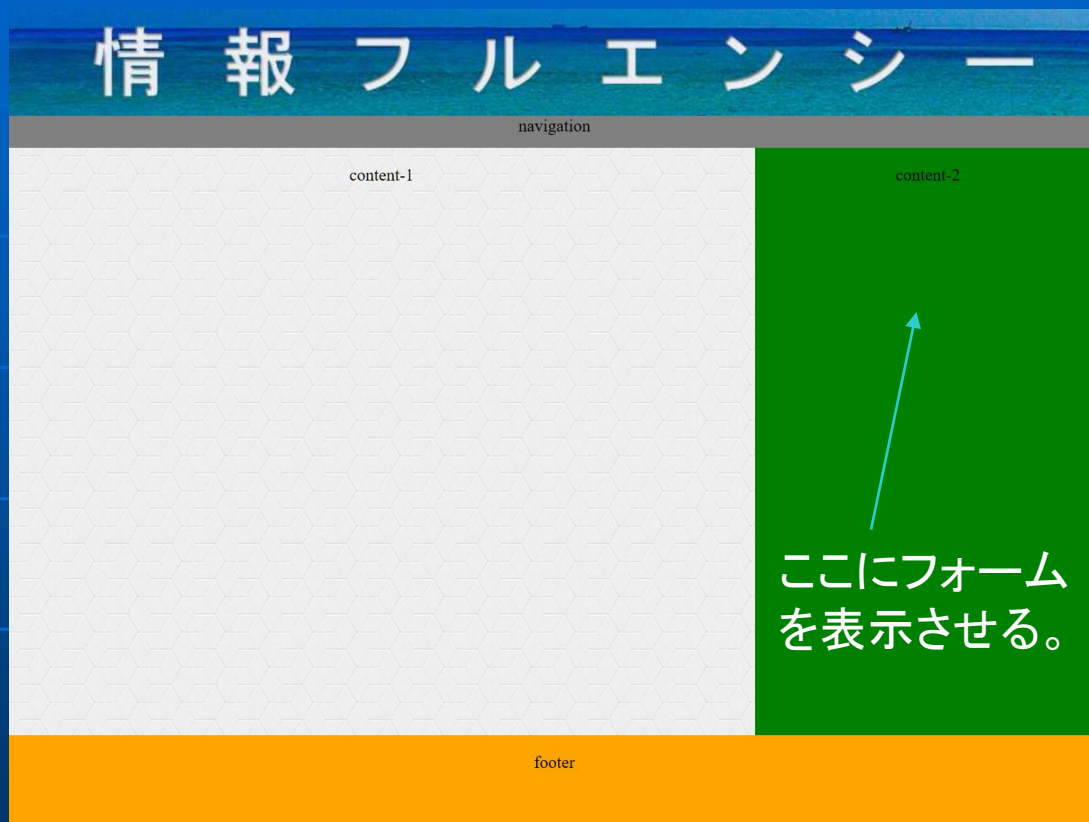 情 報 フ ル エ ン シ ー
navigation
content-1
content-2
ここにフォーム
を表示させる。
footer